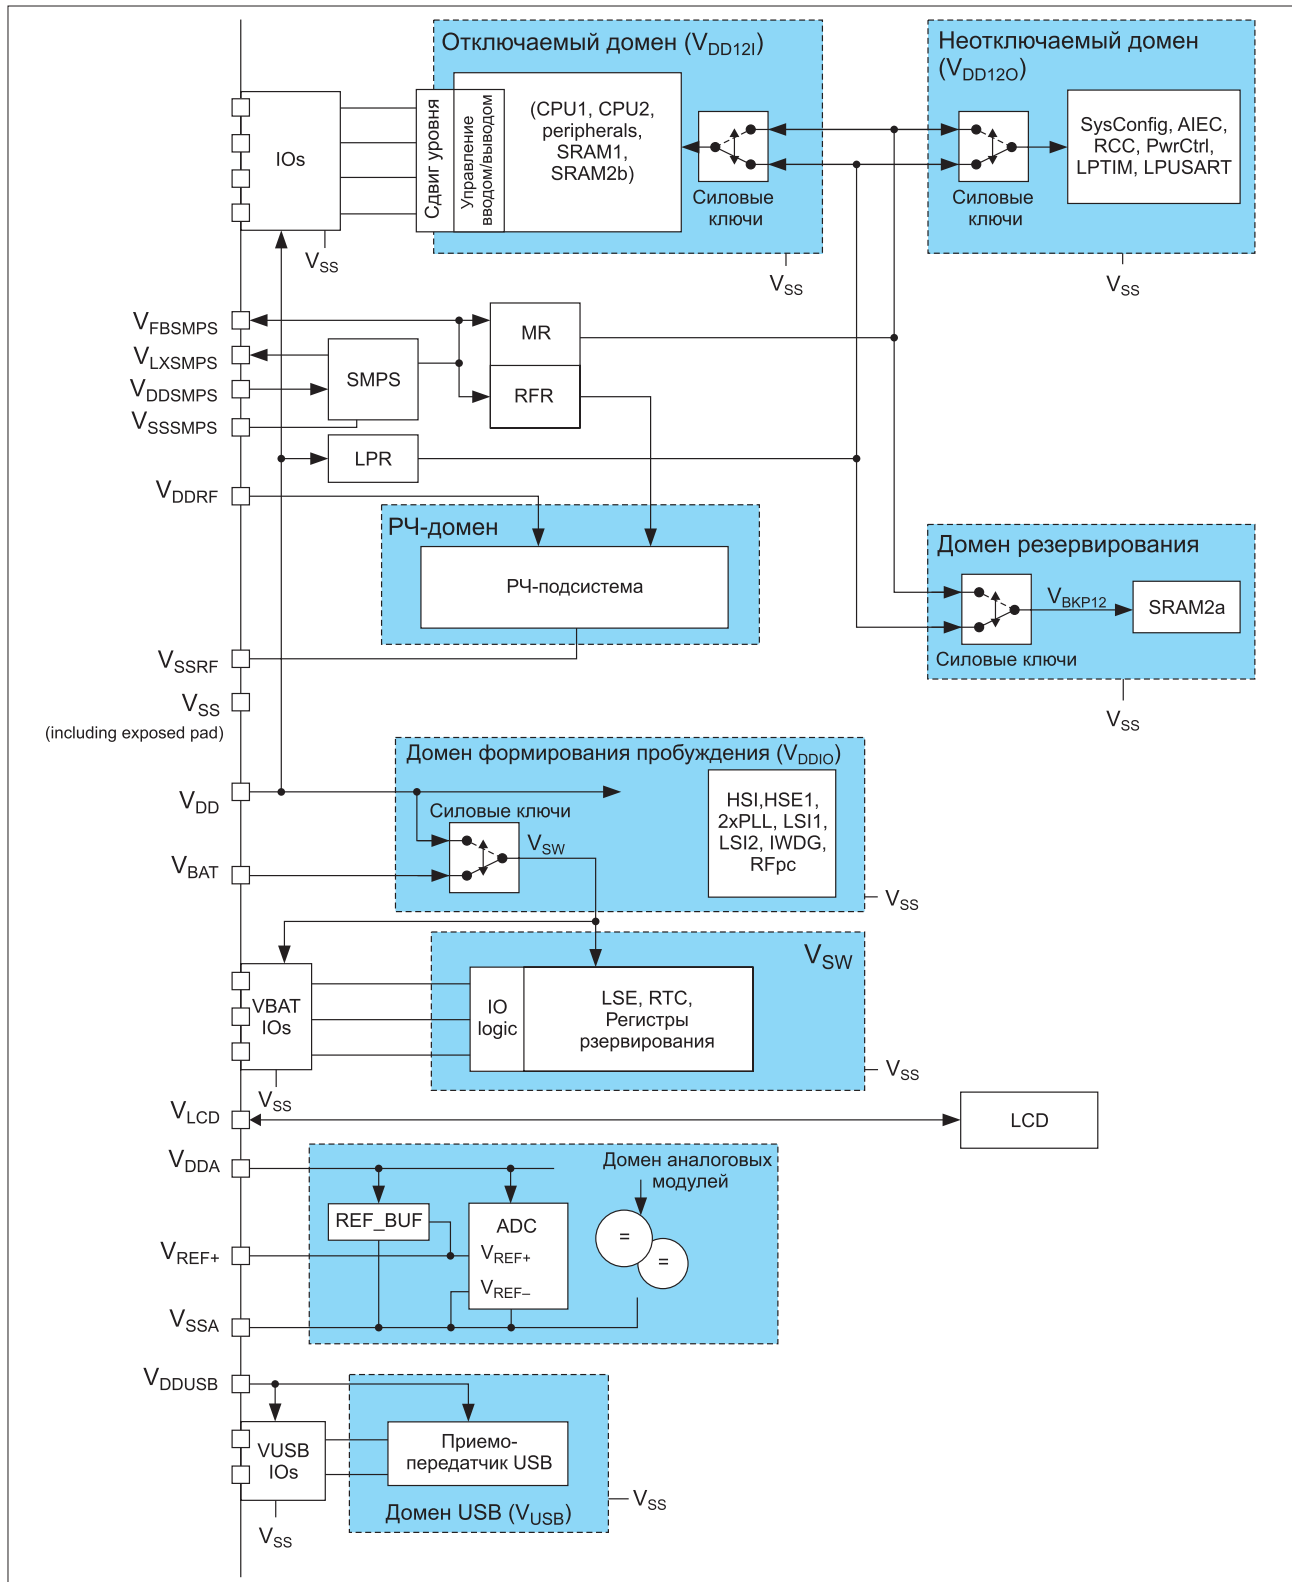 Отключаемый домен (VDD12I)
Неотключаемый домен
(VDD12O)
IOs
Сдвиг уровня
Управление
вводом/выводом
(CPU1, CPU2,
peripherals,
SRAM1,
SRAM2b)
Силовые
ключи
Силовые
ключи
SysConfig, AIEC,
RCC, PwrCtrl,
LPTIM, LPUSART
VSS
VSS
VSS
VFBSMPS
VLXSMPS
VDDSMPS
VSSSMPS
SMPS
MR
RFR
LPR
VDDRF
РЧ-домен
РЧ-подсистема
VSSRF
Домен резервирования
VBKP12
SRAM2a
Силовые ключи
VSS
VSS
(including exposed pad)
Домен формирования пробуждения (VDDIO)
VDD
Силовые ключи
VSW
VBAT
HSI,HSE1,
2xPLL, LSI1,
LSI2, IWDG,
RFpc
VSS
VSW
VBAT
IOs
IO
logic
LSE, RTC,
Регистры
рзервирования
VSS
VSS
VLCD
LCD
VDDA
Домен аналоговых
модулей
REF_BUF
ADC
VREF+
VREF–
=
=
VREF+
VSSA
VDDUSB
VUSB
IOs
Приемо-
передатчик USB
Домен USB (VUSB)
VSS
VSS